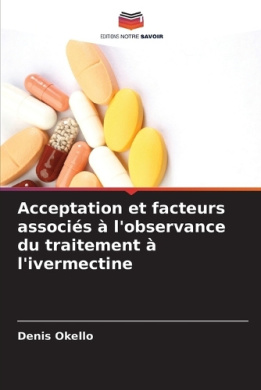 EDITIONS NOTRE SAVOIR
Acceptation et facteurs
associés à l'observance
du traitement à
l'ivermectine
Denis Okello